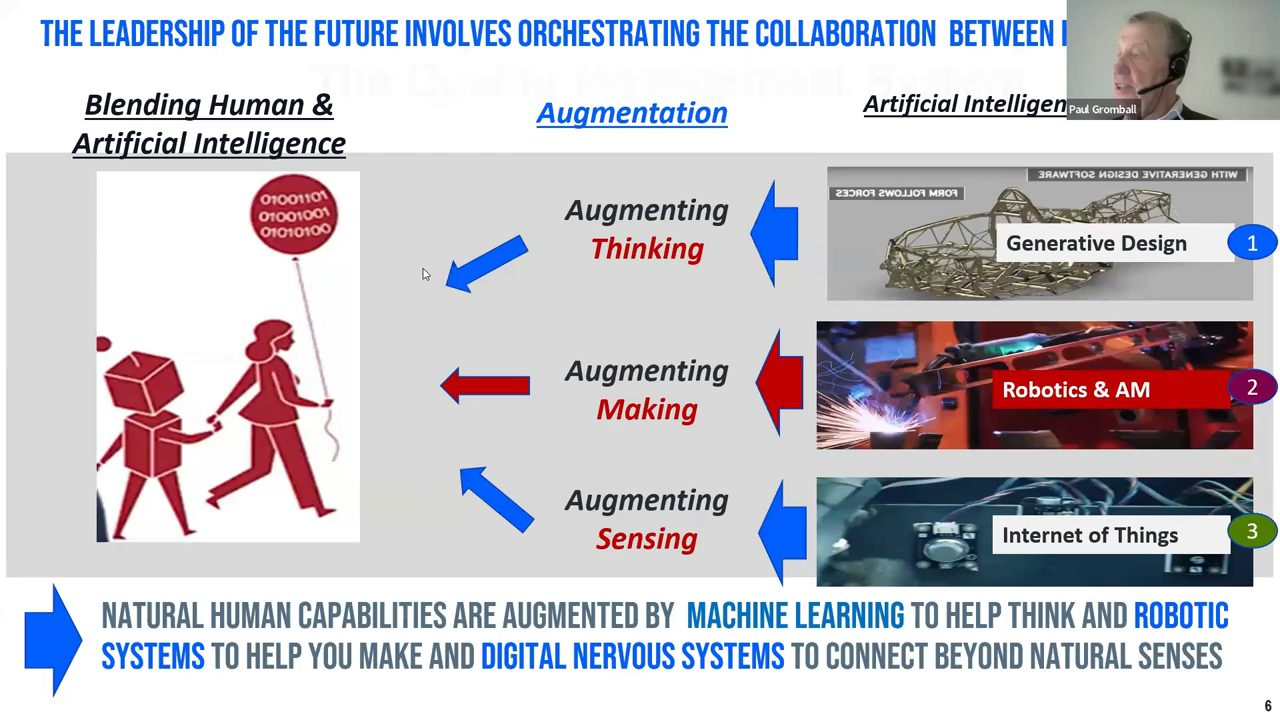 THE LEADERSHIP OF THE FUTURE INVOLVES ORCHESTRATING THE COLLABORATION BETWEEN
Paul Gromball
Blending Human &
Artificial Intelligence
Augmentation
Artificial Intelligen
01001101
01001001
01010100
Augmenting
Thinking
WITH GENERATIVE DESIGN SOFTWARE
FORM FOLLOWS FORCES
Generative Design
1
Augmenting
Making
Robotics & AM
2
Augmenting
Sensing
Internet of Things
3
NATURAL HUMAN CAPABILITIES ARE AUGMENTED BY MACHINE LEARNING TO HELP THINK AND ROBOTIC
SYSTEMS TO HELP YOU MAKE AND DIGITAL NERVOUS SYSTEMS TO CONNECT BEYOND NATURAL SENSES
6